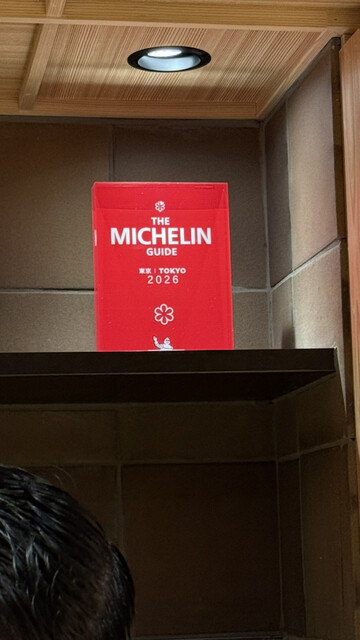 THE
MICHELIN
GUIDE
東京 | TOKYO
2026